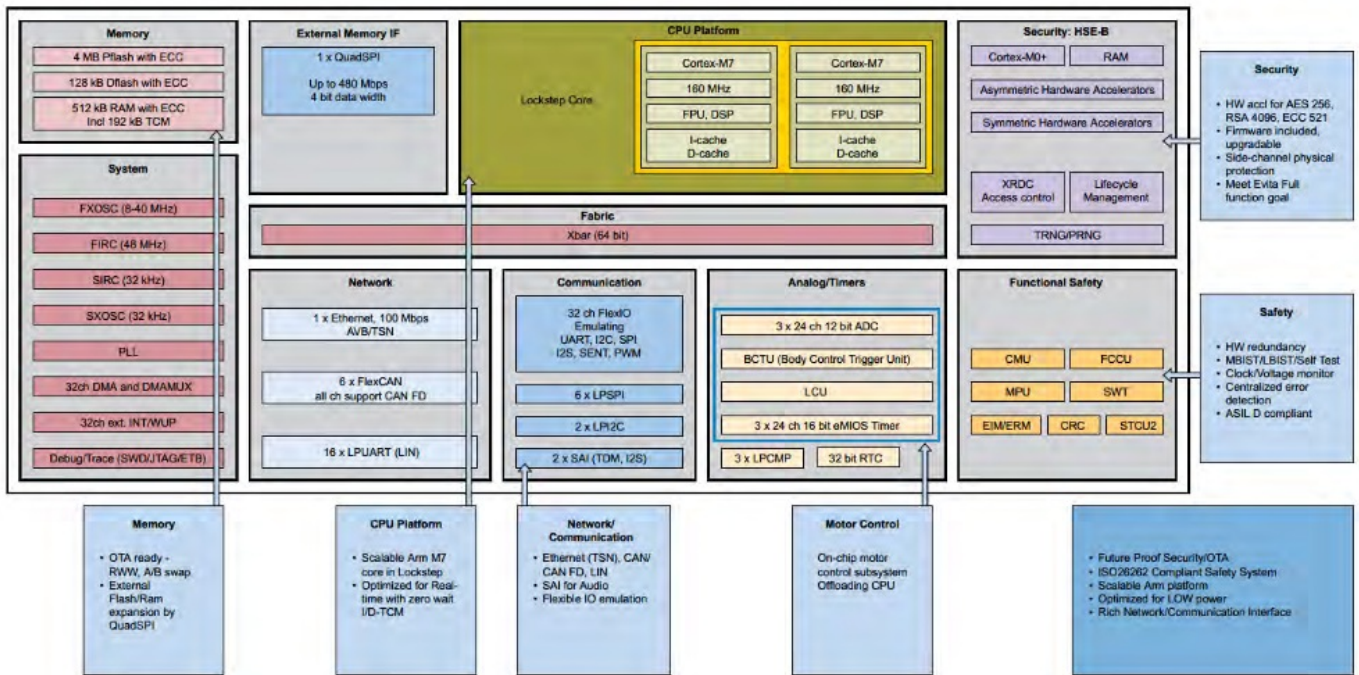 Memory
4 MB Pflash with ECC
128 kB Dflash with ECC
512 kB RAM with ECC
Incl 192 kB TCM
External Memory IF
1 x QuadSPI
Up to 480 Mbps
4 bit data width
CPU Platform
Lockstep Core
Cortex-M7
160 MHz
FPU, DSP
I-cache
D-cache
Cortex-M7
160 MHz
FPU, DSP
I-cache
D-cache
Security: HSE-B
Cortex-M0+
RAM
Asymmetric Hardware Accelerators
Symmetric Hardware Accelerators
XRDC
Access control
Lifecycle
Management
TRNG/PRNG
Security
• HW accl for AES 256,
RSA 4096, ECC 521
• Firmware included,
upgradable
• Side-channel physical
protection
• Meet Evita Full
function goal
System
FXOSC (8-40 MHz)
FIRC (48 MHz)
SIRC (32 kHz)
SXOSC (32 kHz)
PLL
32ch DMA and DMAMUX
32ch ext. INT/WUP
Debug/Trace (SWD/JTAG/ETB)
Fabric
Xbar (64 bit)
Network
1 x Ethernet, 100 Mbps
AVB/TSN
6 x FlexCAN
all ch support CAN FD
16 x LPUART (LIN)
Communication
32 ch FlexIO
Emulating
UART, I2C, SPI
I2S, SENT, PWM
6 x LPSPI
2 x LPI2C
2 x SAI (TDM, I2S)
Analog/Timers
3 x 24 ch 12 bit ADC
BCTU (Body Control Trigger Unit)
LCU
3 x 24 ch 16 bit eMIOS Timer
3 x LPCMP
32 bit RTC
Functional Safety
CMU
FCCU
MPU
SWT
EIM/ERM
CRC
STCU2
Safety
• HW redundancy
• MBIST/LBIST/Self Test
• Clock/Voltage monitor
• Centralized error
detection
• ASIL D compliant
Memory
• OTA ready -
RWW, A/B swap
• External
Flash/Ram
expansion by
QuadSPI
CPU Platform
• Scalable Arm M7
core in Lockstep
• Optimized for Real-
time with zero wait
I/D-TCM
Network/
Communication
• Ethernet (TSN), CAN/
CAN FD, LIN
• SAI for Audio
• Flexible IO emulation
Motor Control
On-chip motor
control subsystem
Offloading CPU
• Future Proof Security/OTA
• ISO26262 Compliant Safety System
• Scalable Arm platform
• Optimized for LOW power
• Rich Network/Communication Interface